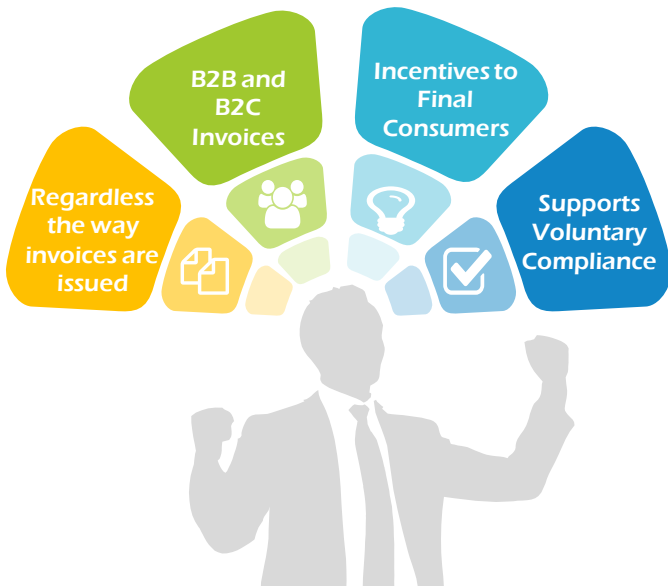 Regardless
the way
invoices are
issued
B2B and
B2C
Invoices
Incentives to
Final
Consumers
Supports
Voluntary
Compliance